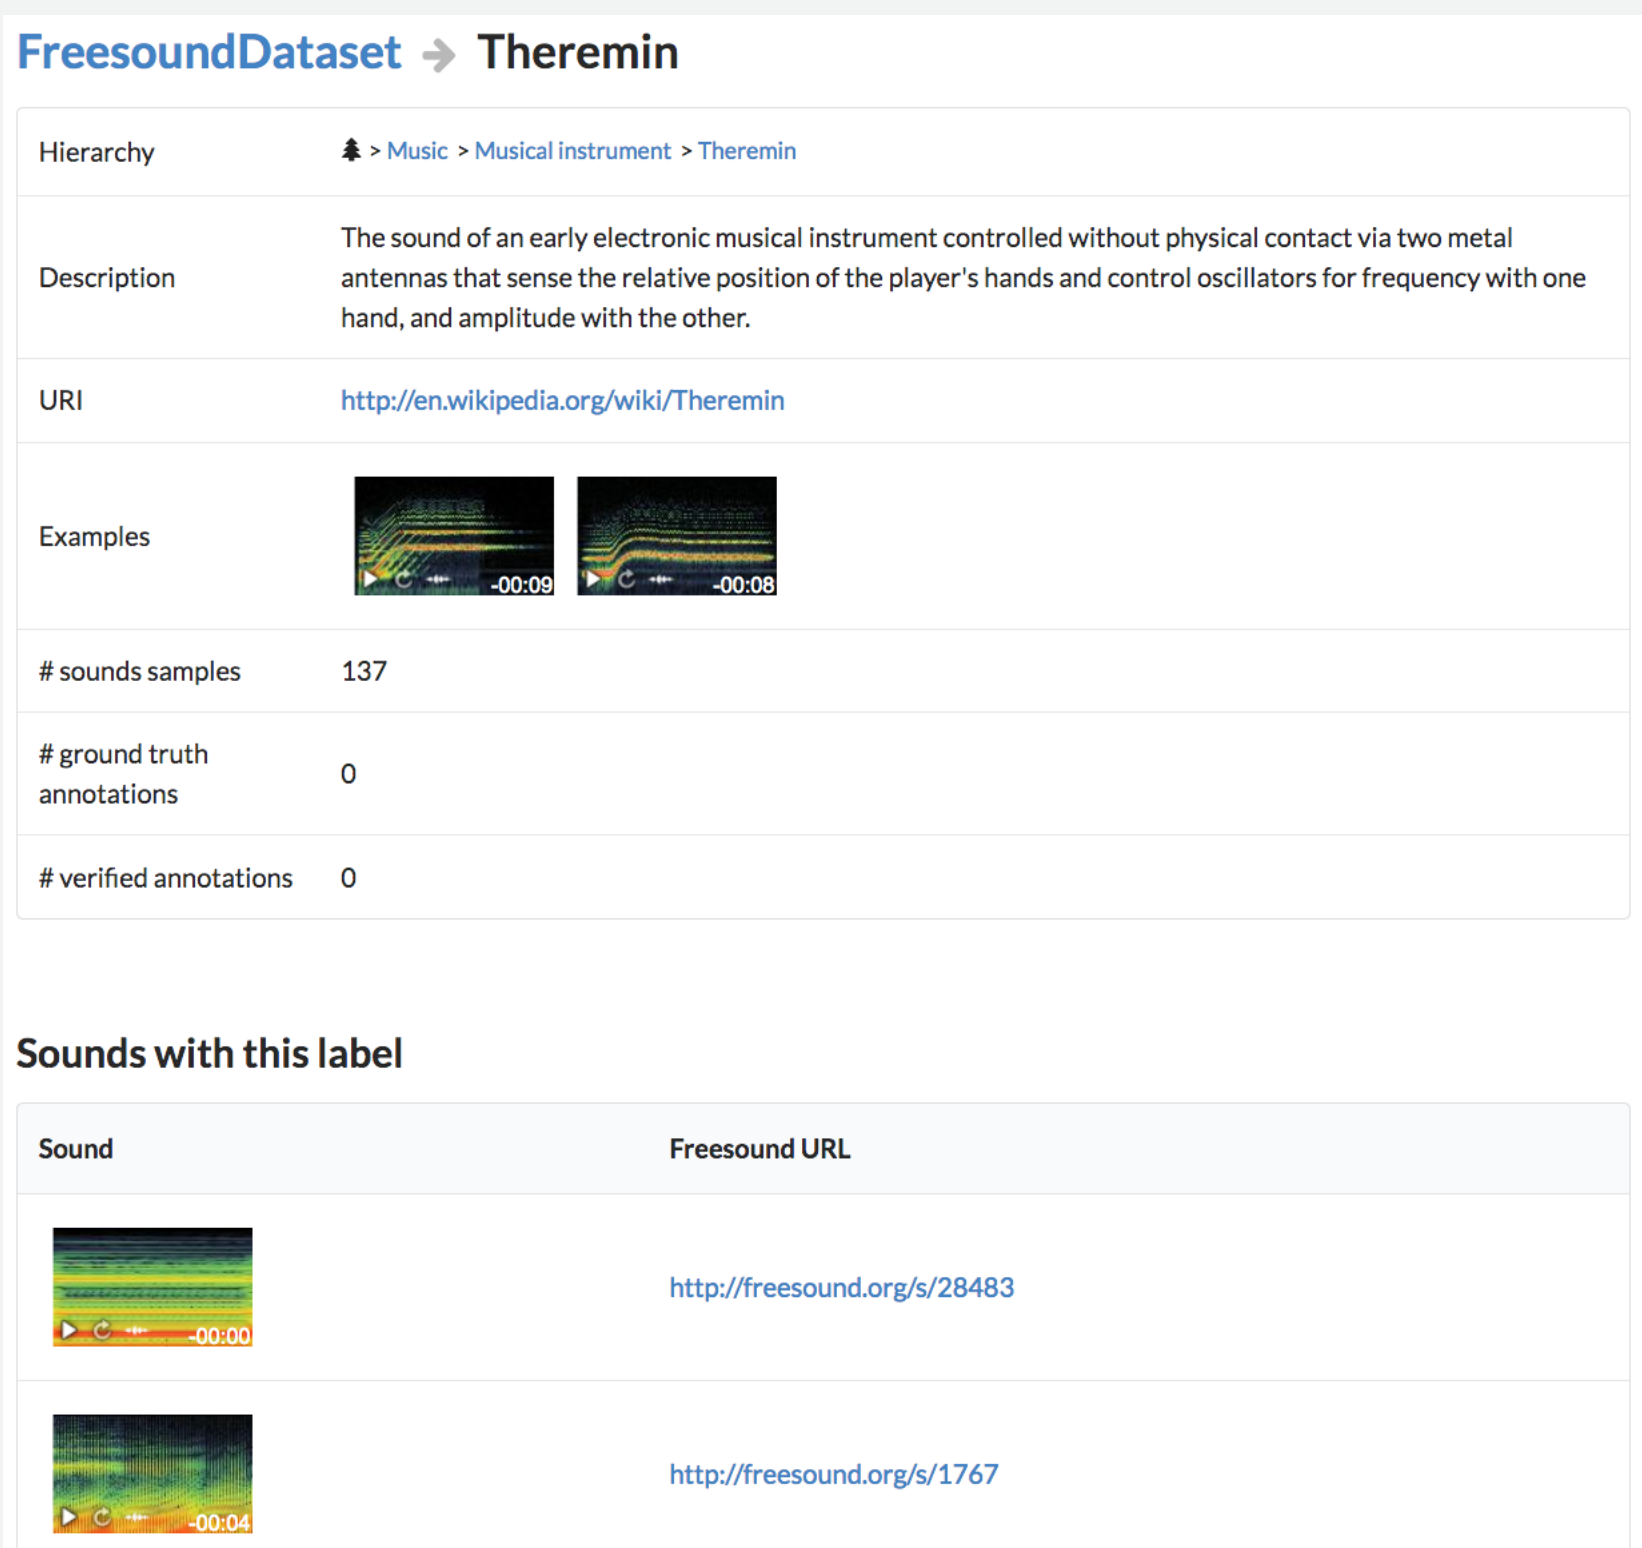 FreesoundDataset → Theremin
Hierarchy > Music > Musical instrument > Theremin
Description The sound of an early electronic musical instrument controlled without physical contact via two metal
antennas that sense the relative position of the player's hands and control oscillators for frequency with one
hand, and amplitude with the other.
URI http://en.wikipedia.org/wiki/Theremin
Examples -00:09 -00:08
# sounds samples 137
# ground truth
annotations 0
# verified annotations 0
Sounds with this label
Sound Freesound URL
-00:00 http://freesound.org/s/28483
-00:04 http://freesound.org/s/1767